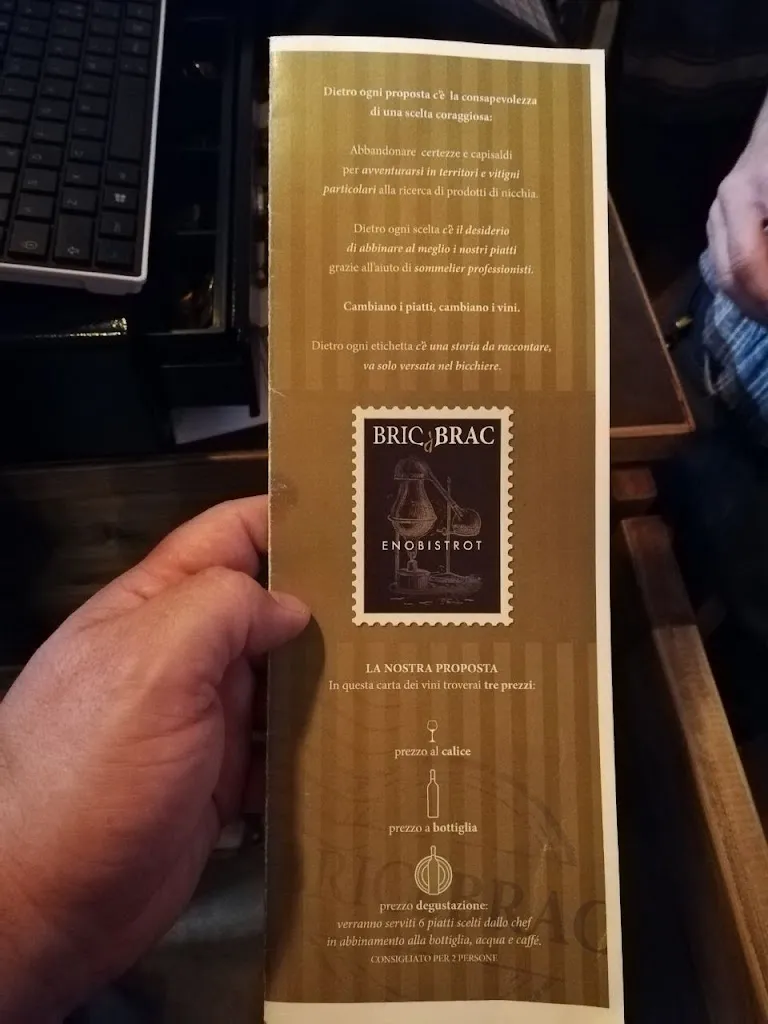 Dietro ogni proposta c'è la consapevolezza
di una scelta coraggiosa:
Abbandonare certezze e capisaldi
per avventurarsi in territori e vitigni
particolari alla ricerca di prodotti di nicchia.
Dietro ogni scelta c'è il desiderio
di abbinare al meglio i nostri piatti
grazie all'aiuto di sommelier professionisti.
Cambiano i piatti, cambiano i vini.
Dietro ogni etichetta c'è una storia da raccontare,
va solo versata nel bicchiere.
BRIC & BRAC
ENOBISTROT
LA NOSTRA PROPOSTA
In questa carta dei vini troverai tre prezzi:
prezzo al calice
prezzo a bottiglia
prezzo degustazione:
verranno serviti 6 piatti scelti dallo chef
in abbinamento alla bottiglia, acqua e caffé.
CONSIGLIATO PER 2 PERSONE